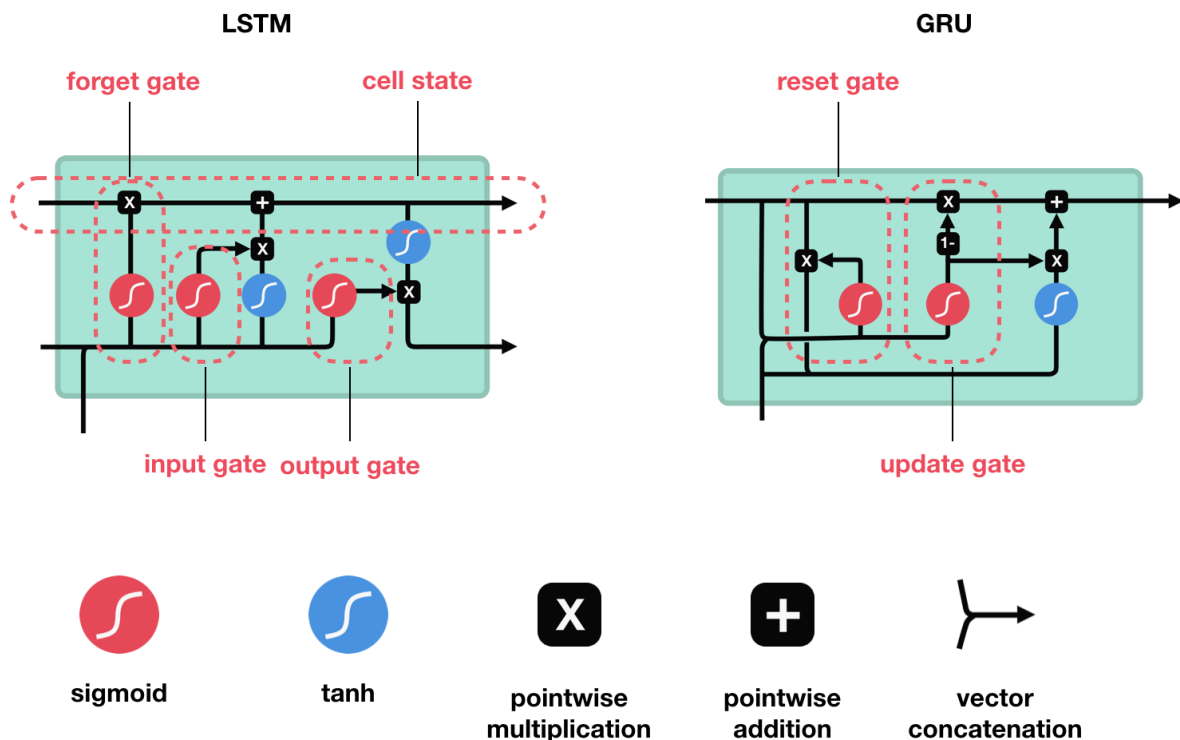 LSTM
GRU
forget gate
cell state
reset gate
X
+
X
X
X
+
1-
X
X
X
input gate
output gate
update gate
X
+
sigmoid
tanh
pointwise
multiplication
pointwise
addition
vector
concatenation